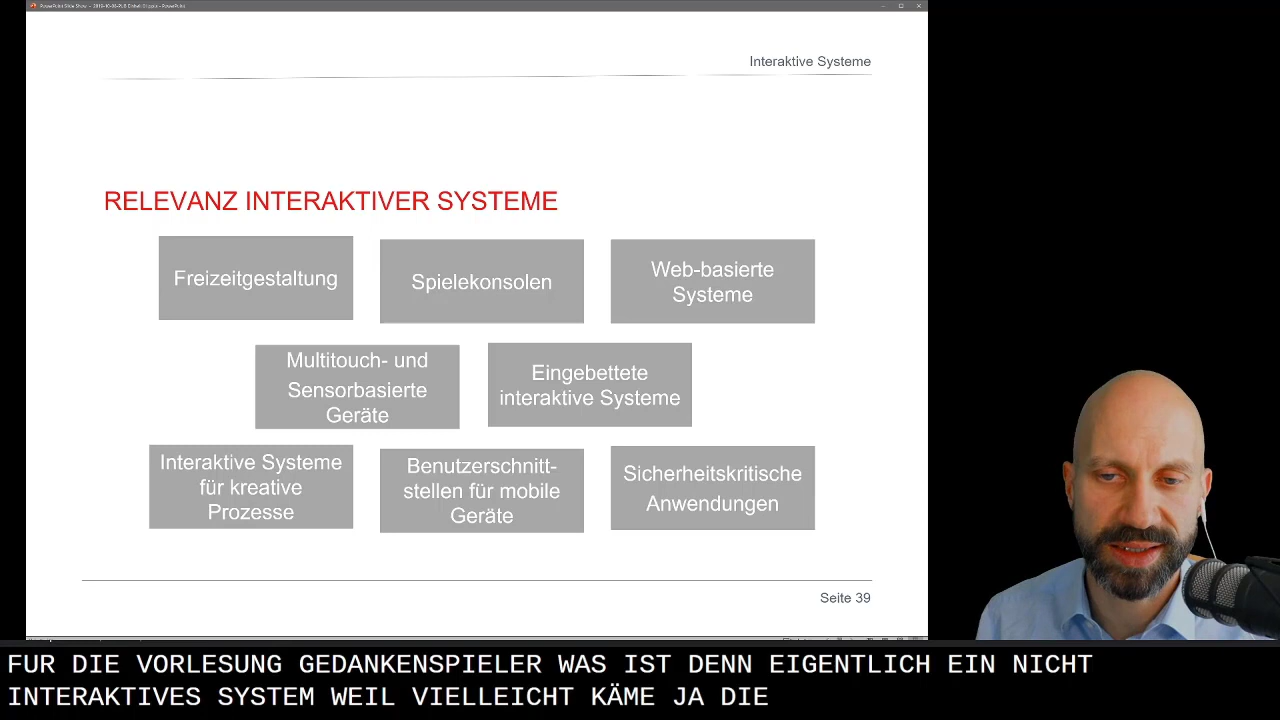 Interaktive Systeme
RELEVANZ INTERAKTIVER SYSTEME
Freizeitgestaltung
Spielekonsolen
Web-basierte
Systeme
Multitouch- und
Sensorbasierte
Geräte
Eingebettete
interaktive Systeme
Interaktive Systeme
für kreative
Prozesse
Benutzerschnitt-
stellen für mobile
Geräte
Sicherheitskritische
Anwendungen
Seite 39
FUR DIE VORLESUNG GEDANKENSPIELER WAS IST DENN EIGENTLICH EIN NICHT
INTERAKTIVES SYSTEM WEIL VIELLEICHT KÄME JA DIE